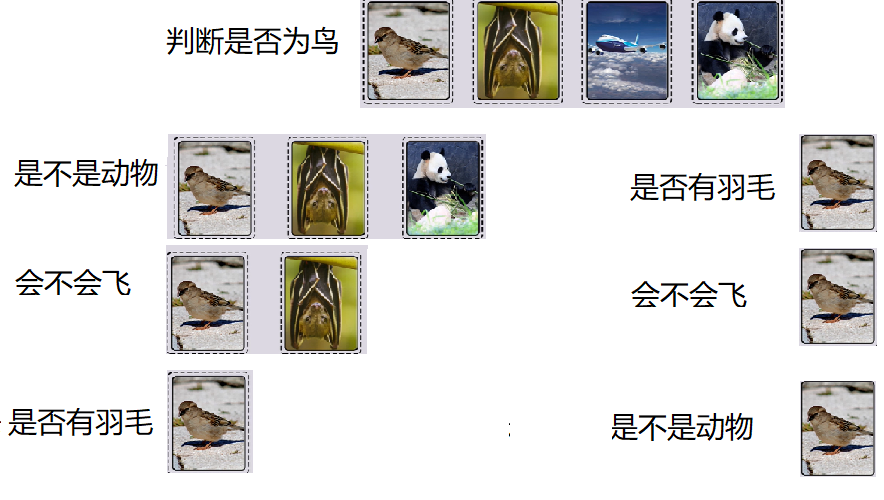 判断是否为鸟
是不是动物
是否有羽毛
会不会飞
会不会飞
是否有羽毛
是不是动物